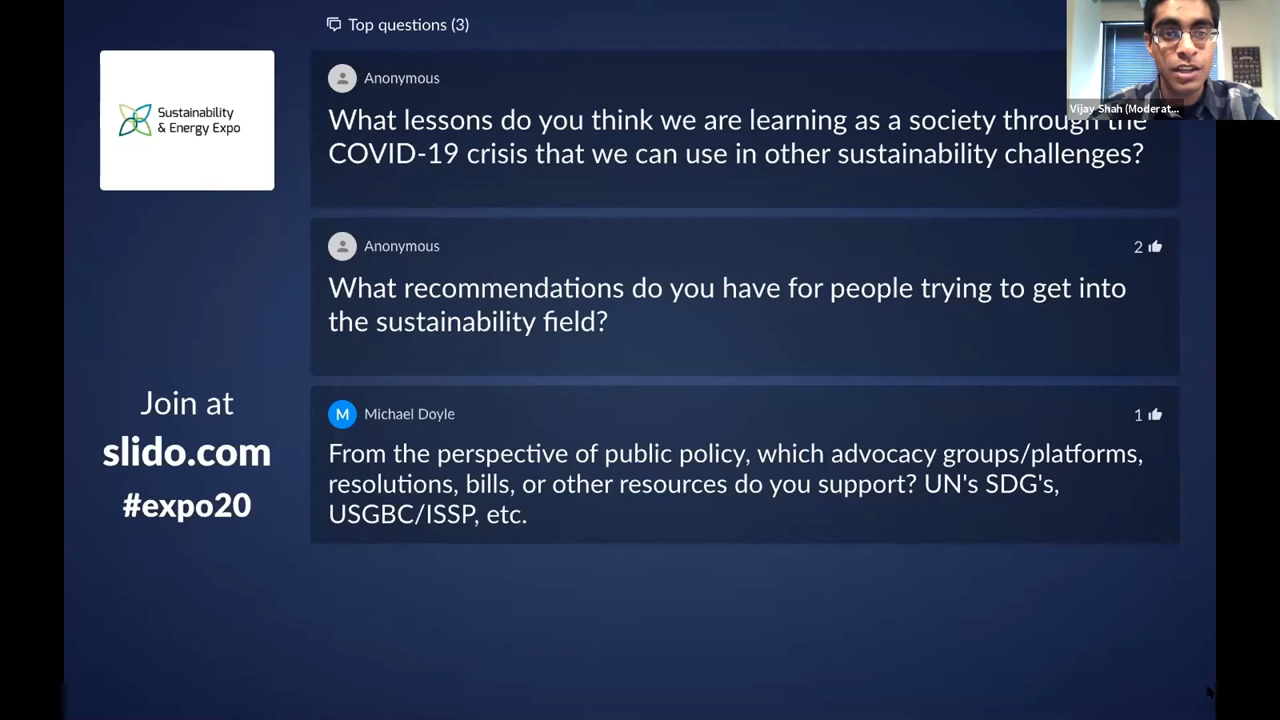 Top questions (3)
Sustainability
& Energy Expo
Anonymous
What lessons do you think we are learning as a society through the
COVID-19 crisis that we can use in other sustainability challenges?
Vijay Shah (Moderat...
Anonymous
2
What recommendations do you have for people trying to get into
the sustainability field?
Join at
slido.com
#expo20
M
Michael Doyle
1
From the perspective of public policy, which advocacy groups/platforms,
resolutions, bills, or other resources do you support? UN's SDG's,
USGBC/ISSP, etc.